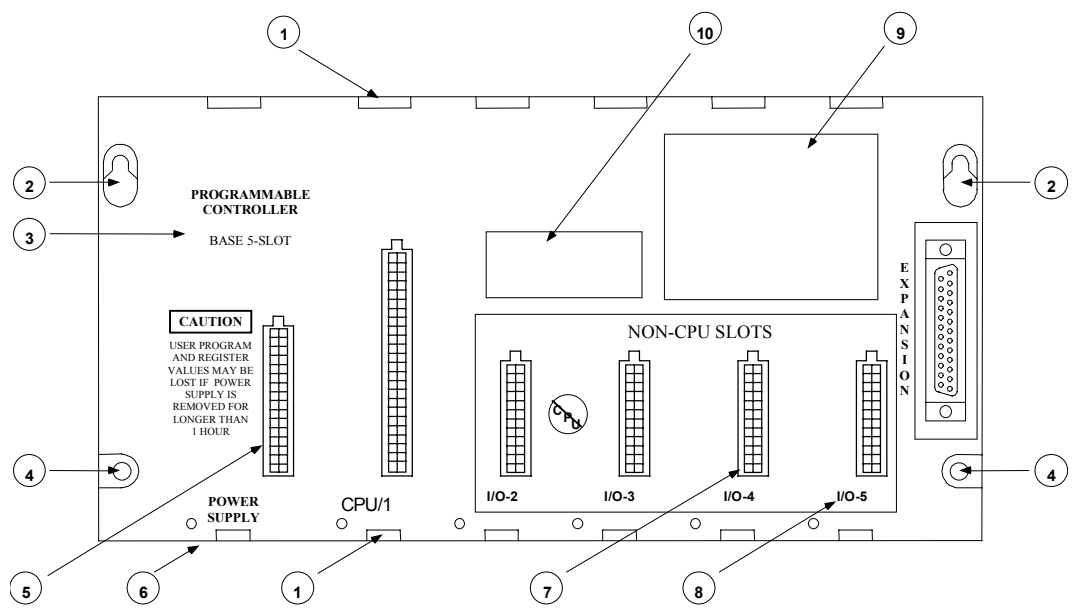 1
10
9
2
2
PROGRAMMABLE
CONTROLLER
3
BASE 5-SLOT
EXPANSION
CAUTION
USER PROGRAM
AND REGISTER
VALUES MAY BE
LOST IF POWER
SUPPLY IS
REMOVED FOR
LONGER THAN
1 HOUR
NON-CPU SLOTS
CPU
4
4
I/O-2
I/O-3
I/O-4
I/O-5
POWER
SUPPLY
CPU/1
5
6
1
7
8